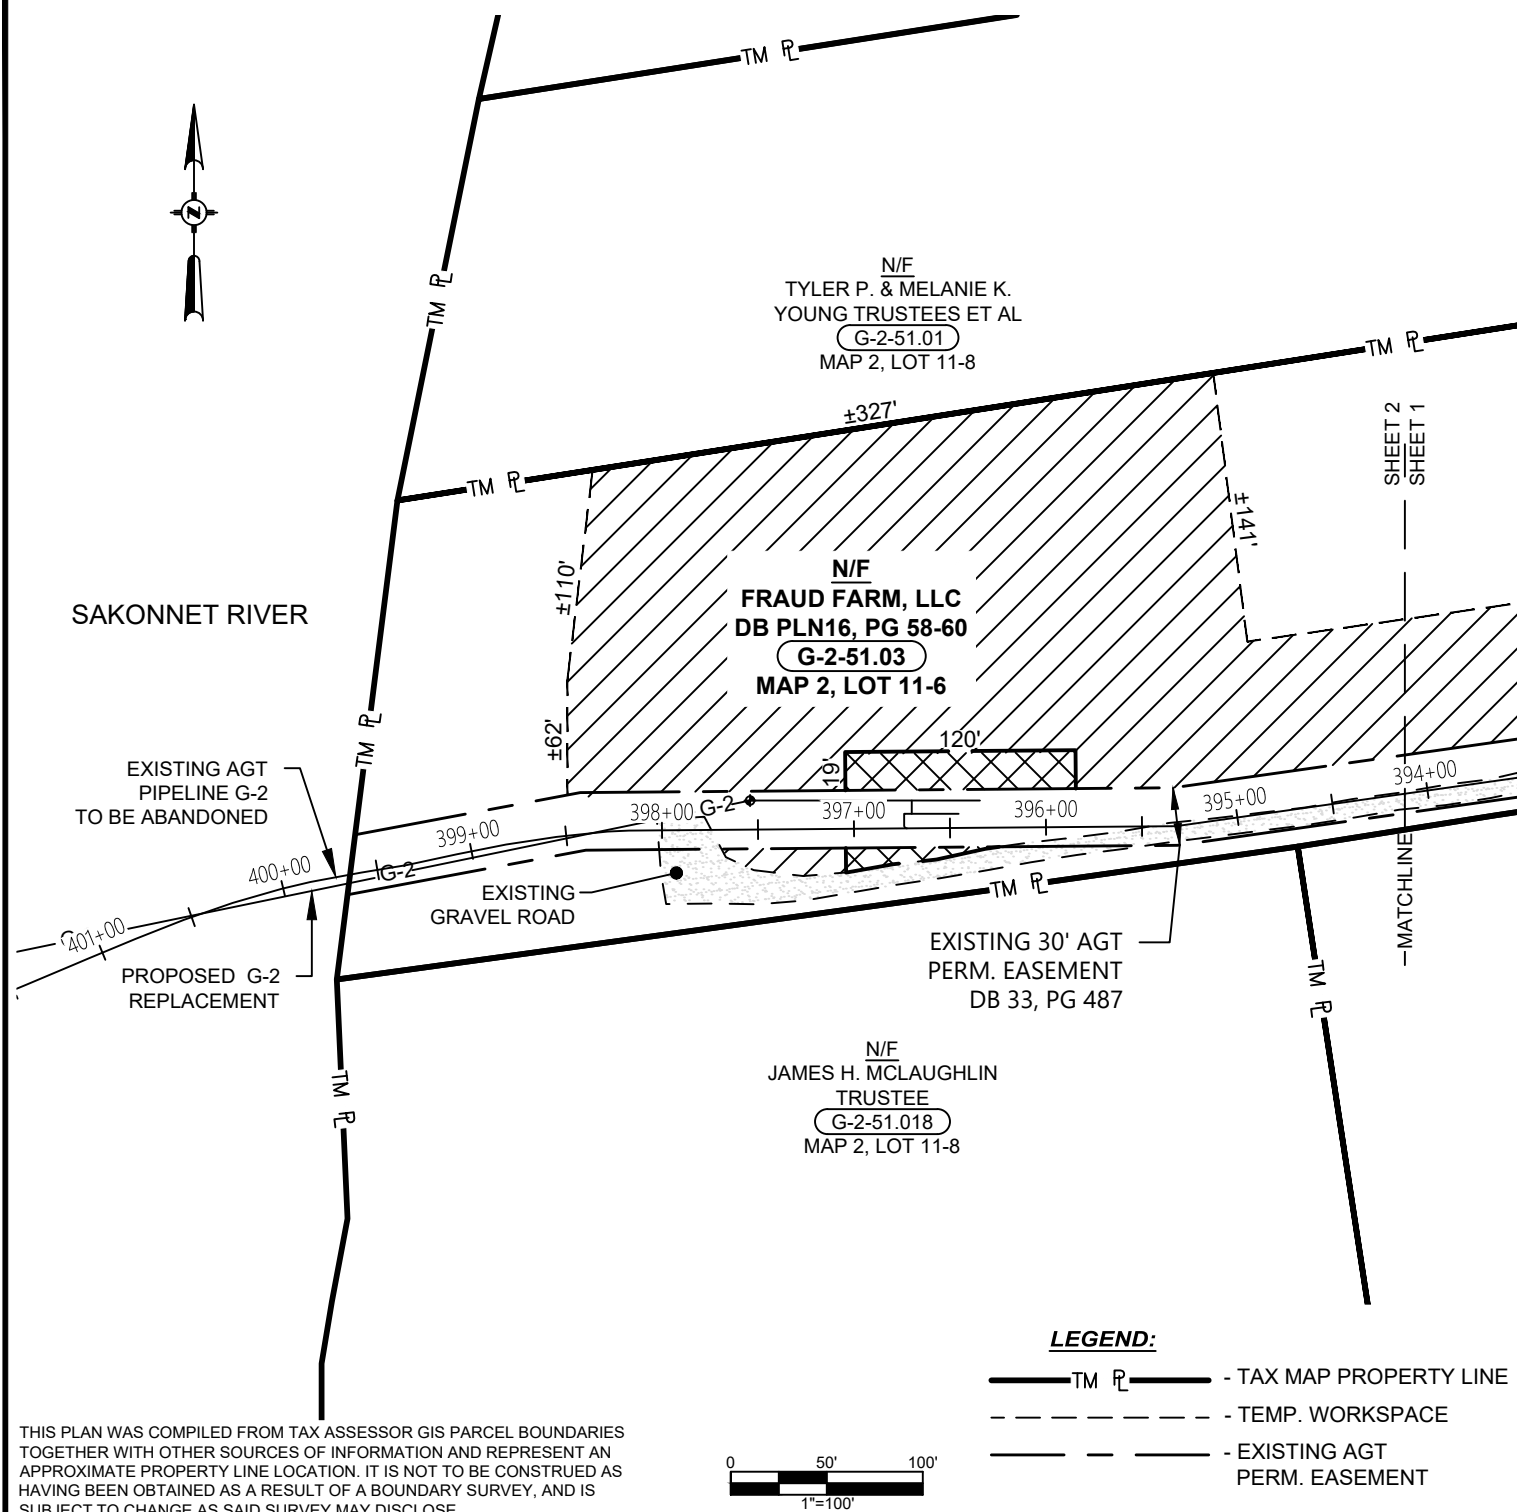 TM PL
N
N/F
TYLER P. & MELANIE K.
YOUNG TRUSTEES ET AL
G-2-51.01
MAP 2, LOT 11-8
TM PL
TM PL
±327'
SHEET 2
SHEET 1
TM PL
±141'
±110'
N/F
FRAUD FARM, LLC
DB PLN16, PG 58-60
G-2-51.03
MAP 2, LOT 11-6
SAKONNET RIVER
TM PL
±62'
120'
19'
EXISTING AGT
PIPELINE G-2
TO BE ABANDONED
394+00
395+00
396+00
397+00
G-2
398+00
399+00
400+00
G-2
401+00
EXISTING
GRAVEL ROAD
TM PL
MATCHLINE
EXISTING 30' AGT
PERM. EASEMENT
DB 33, PG 487
PROPOSED G-2
REPLACEMENT
TM PL
N/F
JAMES H. MCLAUGHLIN
TRUSTEE
G-2-51.018
MAP 2, LOT 11-8
TM PL
LEGEND:
TM PL - TAX MAP PROPERTY LINE
- TEMP. WORKSPACE
- EXISTING AGT
PERM. EASEMENT
THIS PLAN WAS COMPILED FROM TAX ASSESSOR GIS PARCEL BOUNDARIES
TOGETHER WITH OTHER SOURCES OF INFORMATION AND REPRESENT AN
APPROXIMATE PROPERTY LINE LOCATION. IT IS NOT TO BE CONSTRUED AS
HAVING BEEN OBTAINED AS A RESULT OF A BOUNDARY SURVEY, AND IS
SUBJECT TO CHANGE AS SAID SURVEY MAY DISCLOSE.
0 50' 100'
1"=100'